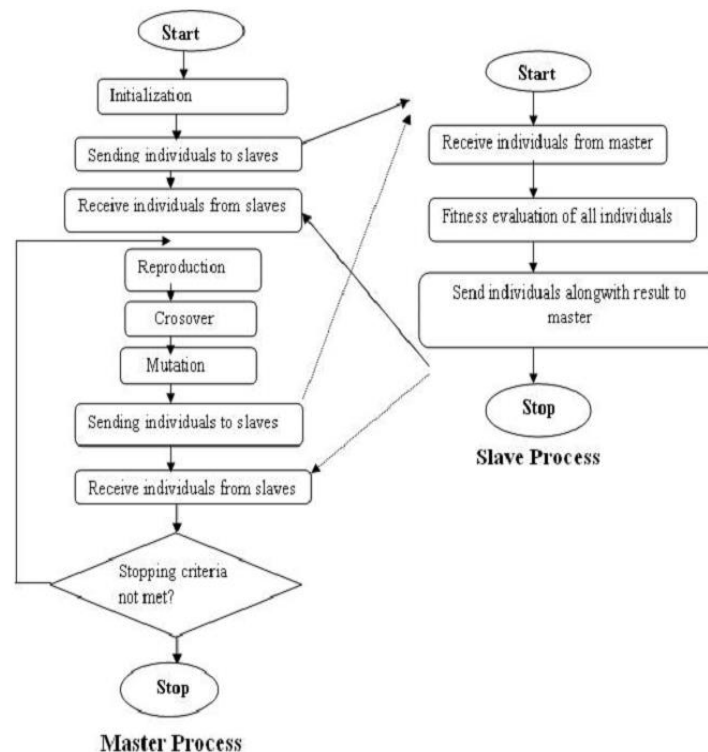 Start
Initialization
Sending individuals to slaves
Receive individuals from slaves
Reproduction
Crosover
Mutation
Sending individuals to slaves
Receive individuals from slaves
Stopping criteria
not met?
Stop
Master Process
Start
Receive individuals from master
Fitness evaluation of all individuals
Send individuals alongwith result to
master
Stop
Slave Process